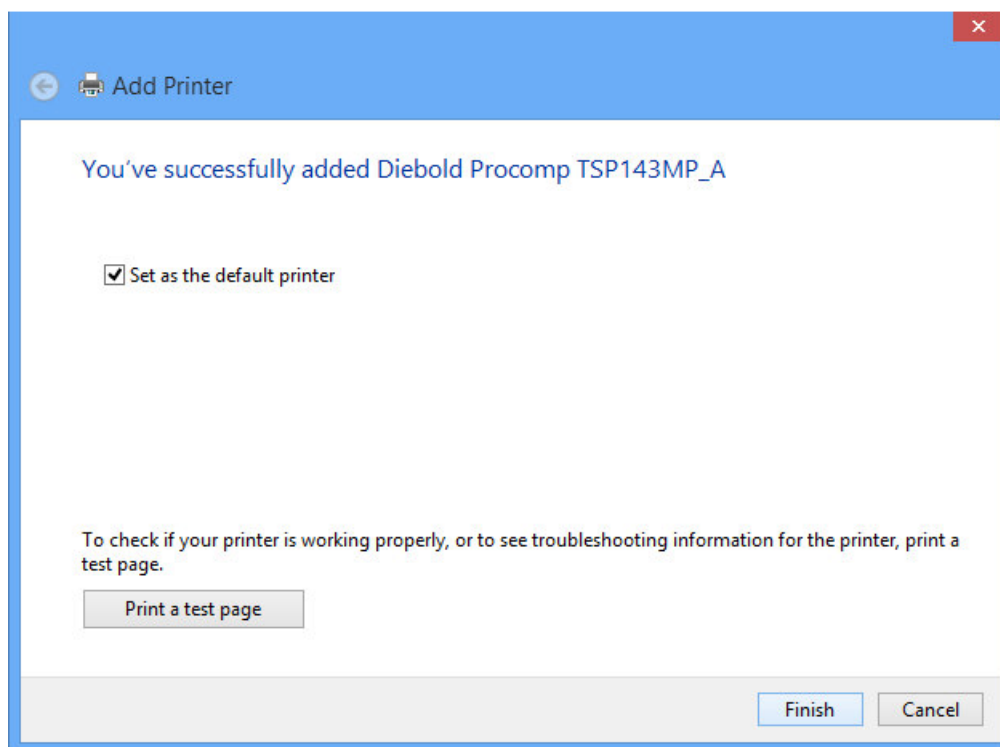 Add Printer
You've successfully added Diebold Procomp TSP143MP_A
Set as the default printer
To check if your printer is working properly, or to see troubleshooting information for the printer, print a
test page.
Print a test page
Finish Cancel